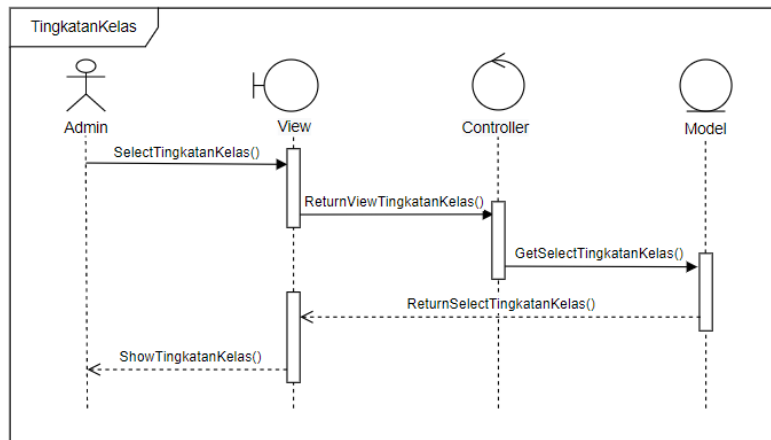 TingkatanKelas
Admin
View
Controller
Model
SelectTingkatanKelas()
ReturnViewTingkatanKelas()
GetSelectTingkatanKelas()
ReturnSelectTingkatanKelas()
ShowTingkatanKelas()